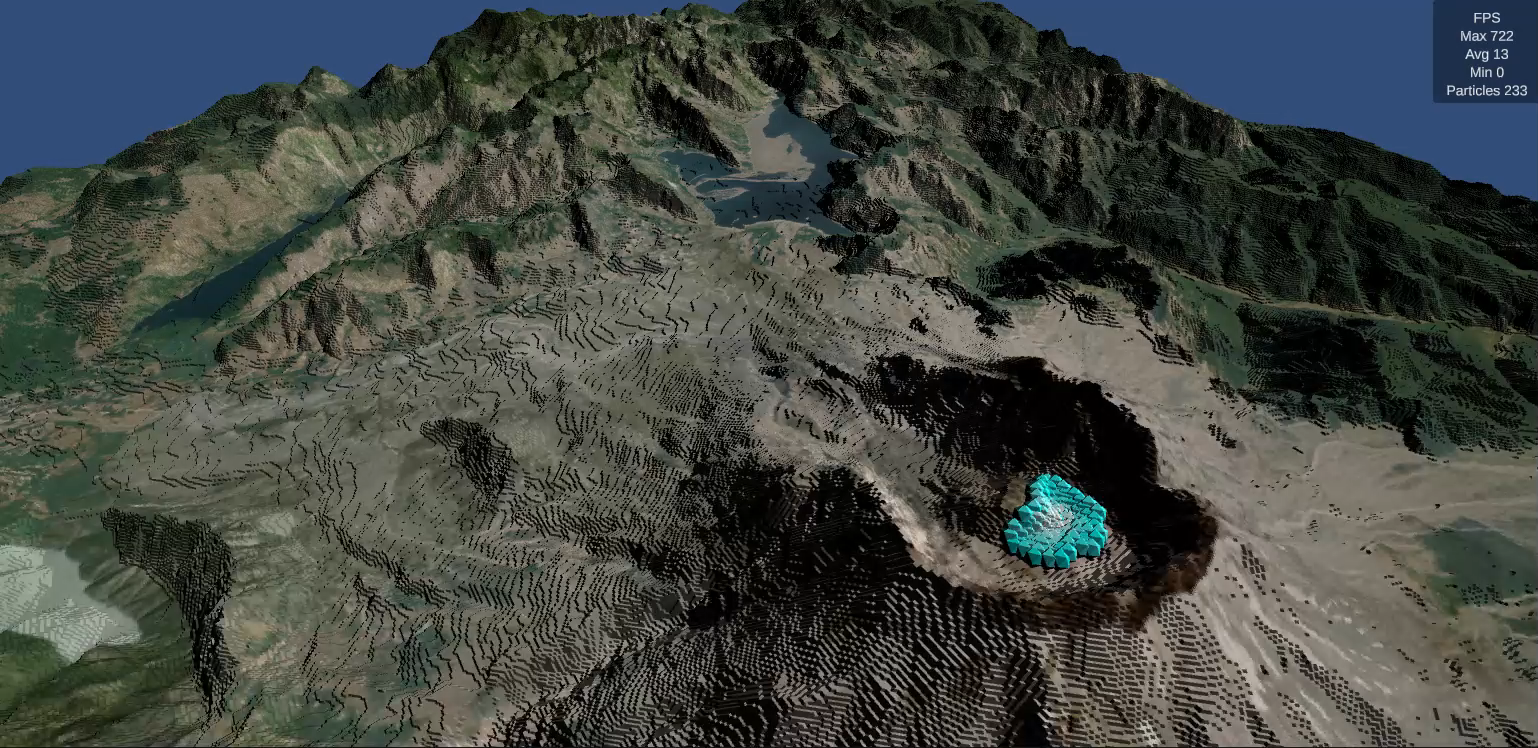 FPS
Max 722
Avg 13
Min 0
Particles 233